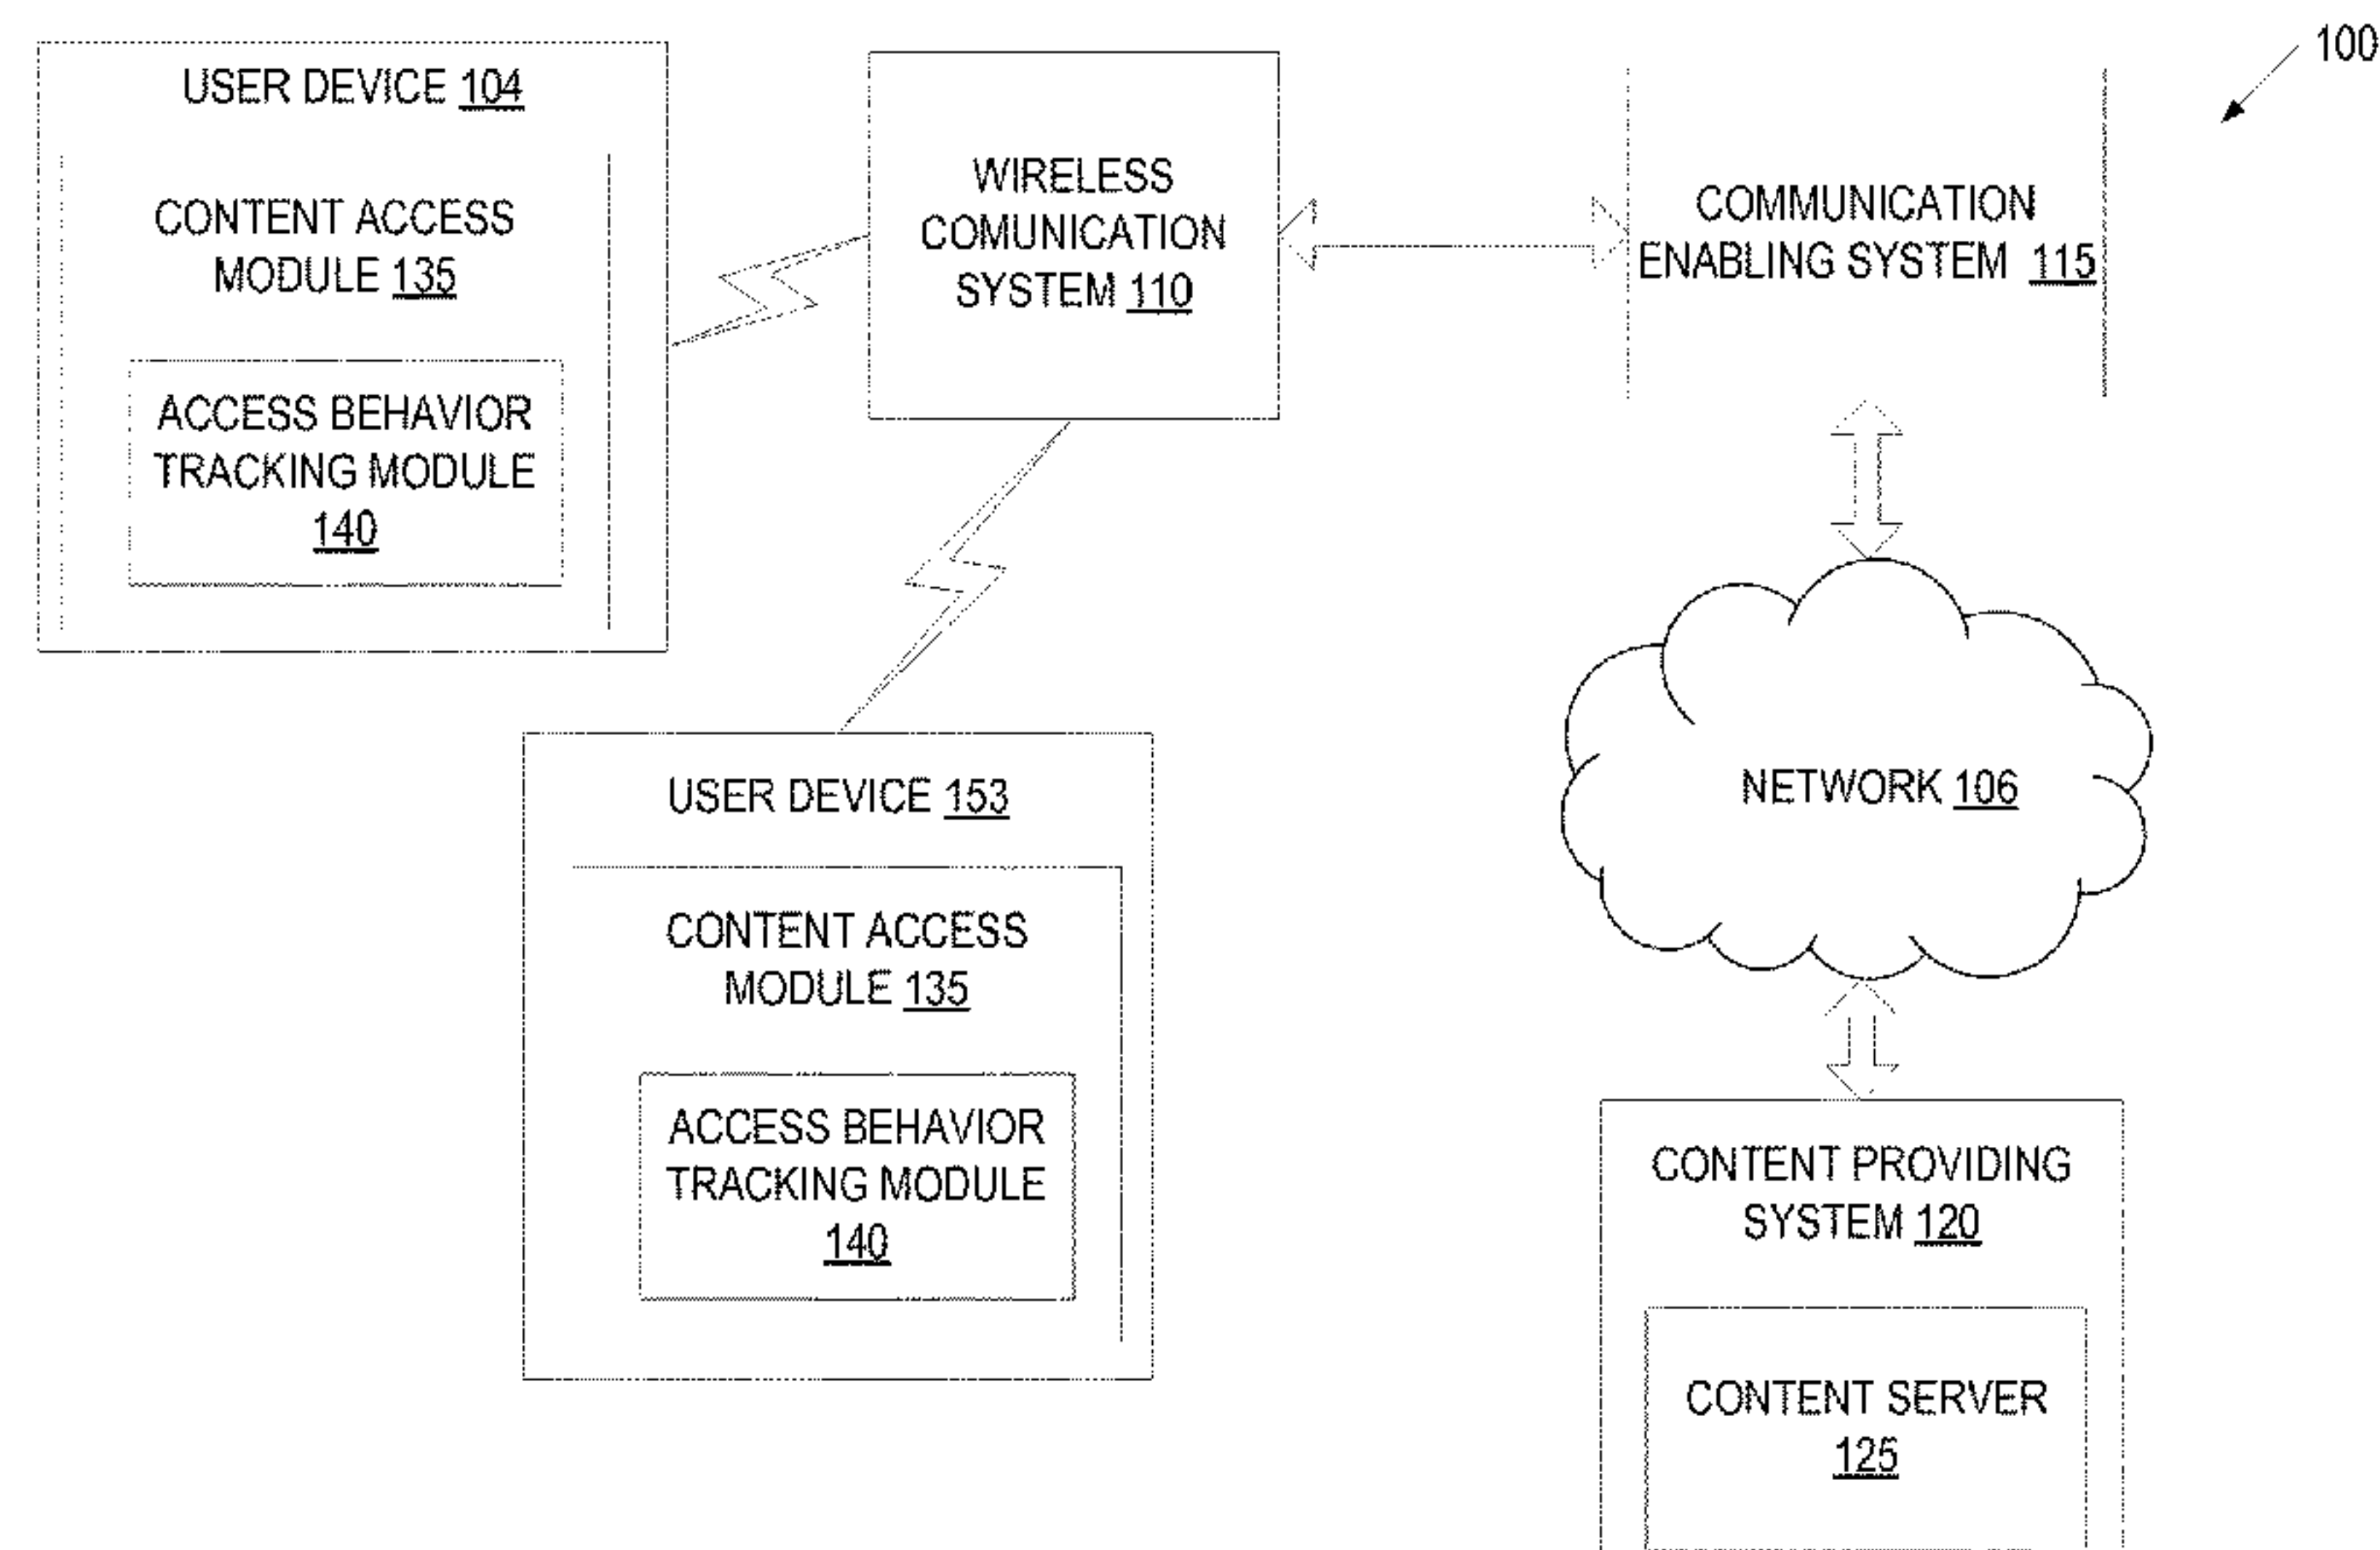 100
USER DEVICE 104
CONTENT ACCESS
MODULE 135
ACCESS BEHAVIOR
TRACKING MODULE
140
WIRELESS
COMUNICATION
SYSTEM 110
COMMUNICATION
ENABLING SYSTEM 115
USER DEVICE 153
CONTENT ACCESS
MODULE 135
ACCESS BEHAVIOR
TRACKING MODULE
140
NETWORK 106
CONTENT PROVIDING
SYSTEM 120
CONTENT SERVER
125